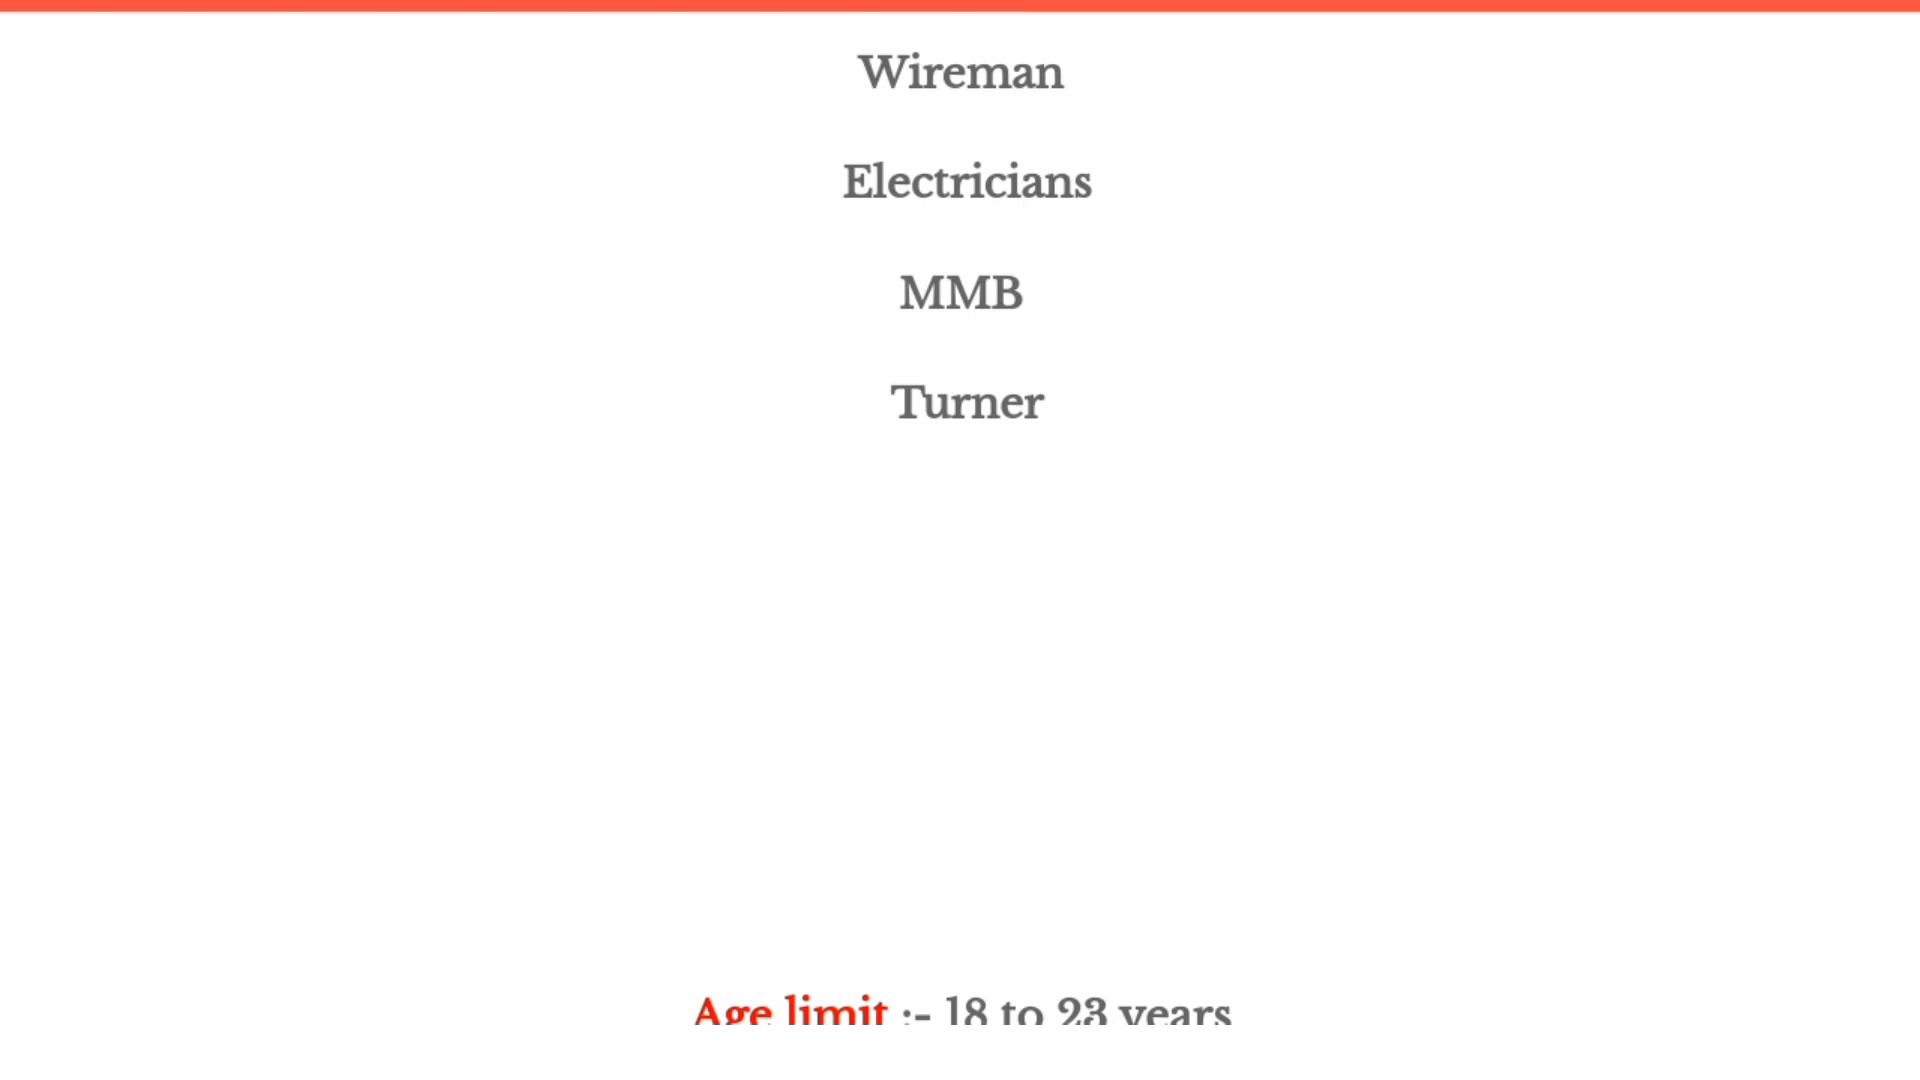 Wireman
Electricians
MMB
Turner
Age limit :- 18 to 23 years